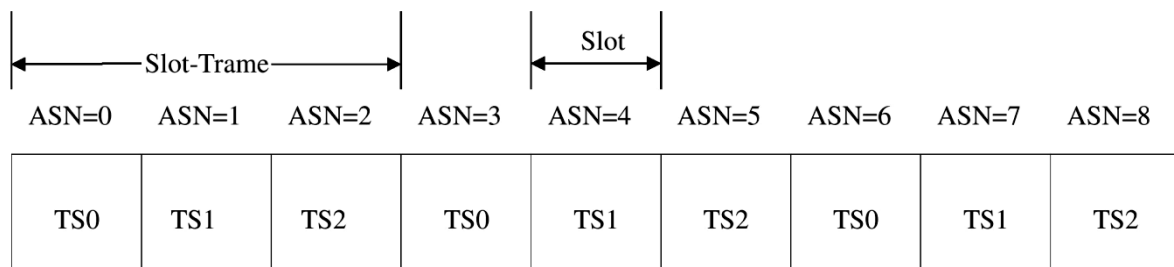 Slot
Slot-Trame
ASN=0 ASN=1 ASN=2 ASN=3 ASN=4 ASN=5 ASN=6 ASN=7 ASN=8
TS0 TS1 TS2 TS0 TS1 TS2 TS0 TS1 TS2